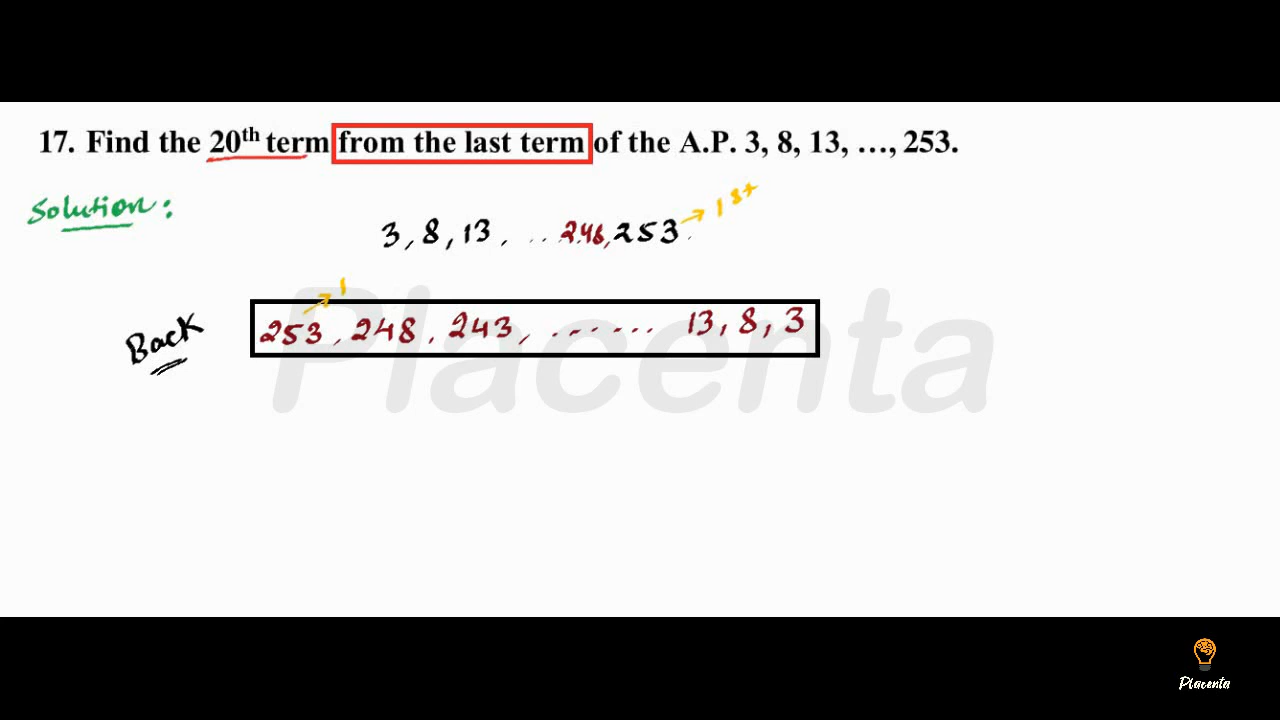 17. Find the 20th term from the last term of the A.P. 3, 8, 13, …, 253.
Solution:
3, 8, 13, .. 248, 253. → 1st
→ 1
Back 253, 248, 243, ....... 13, 8, 3
Placenta
Placenta